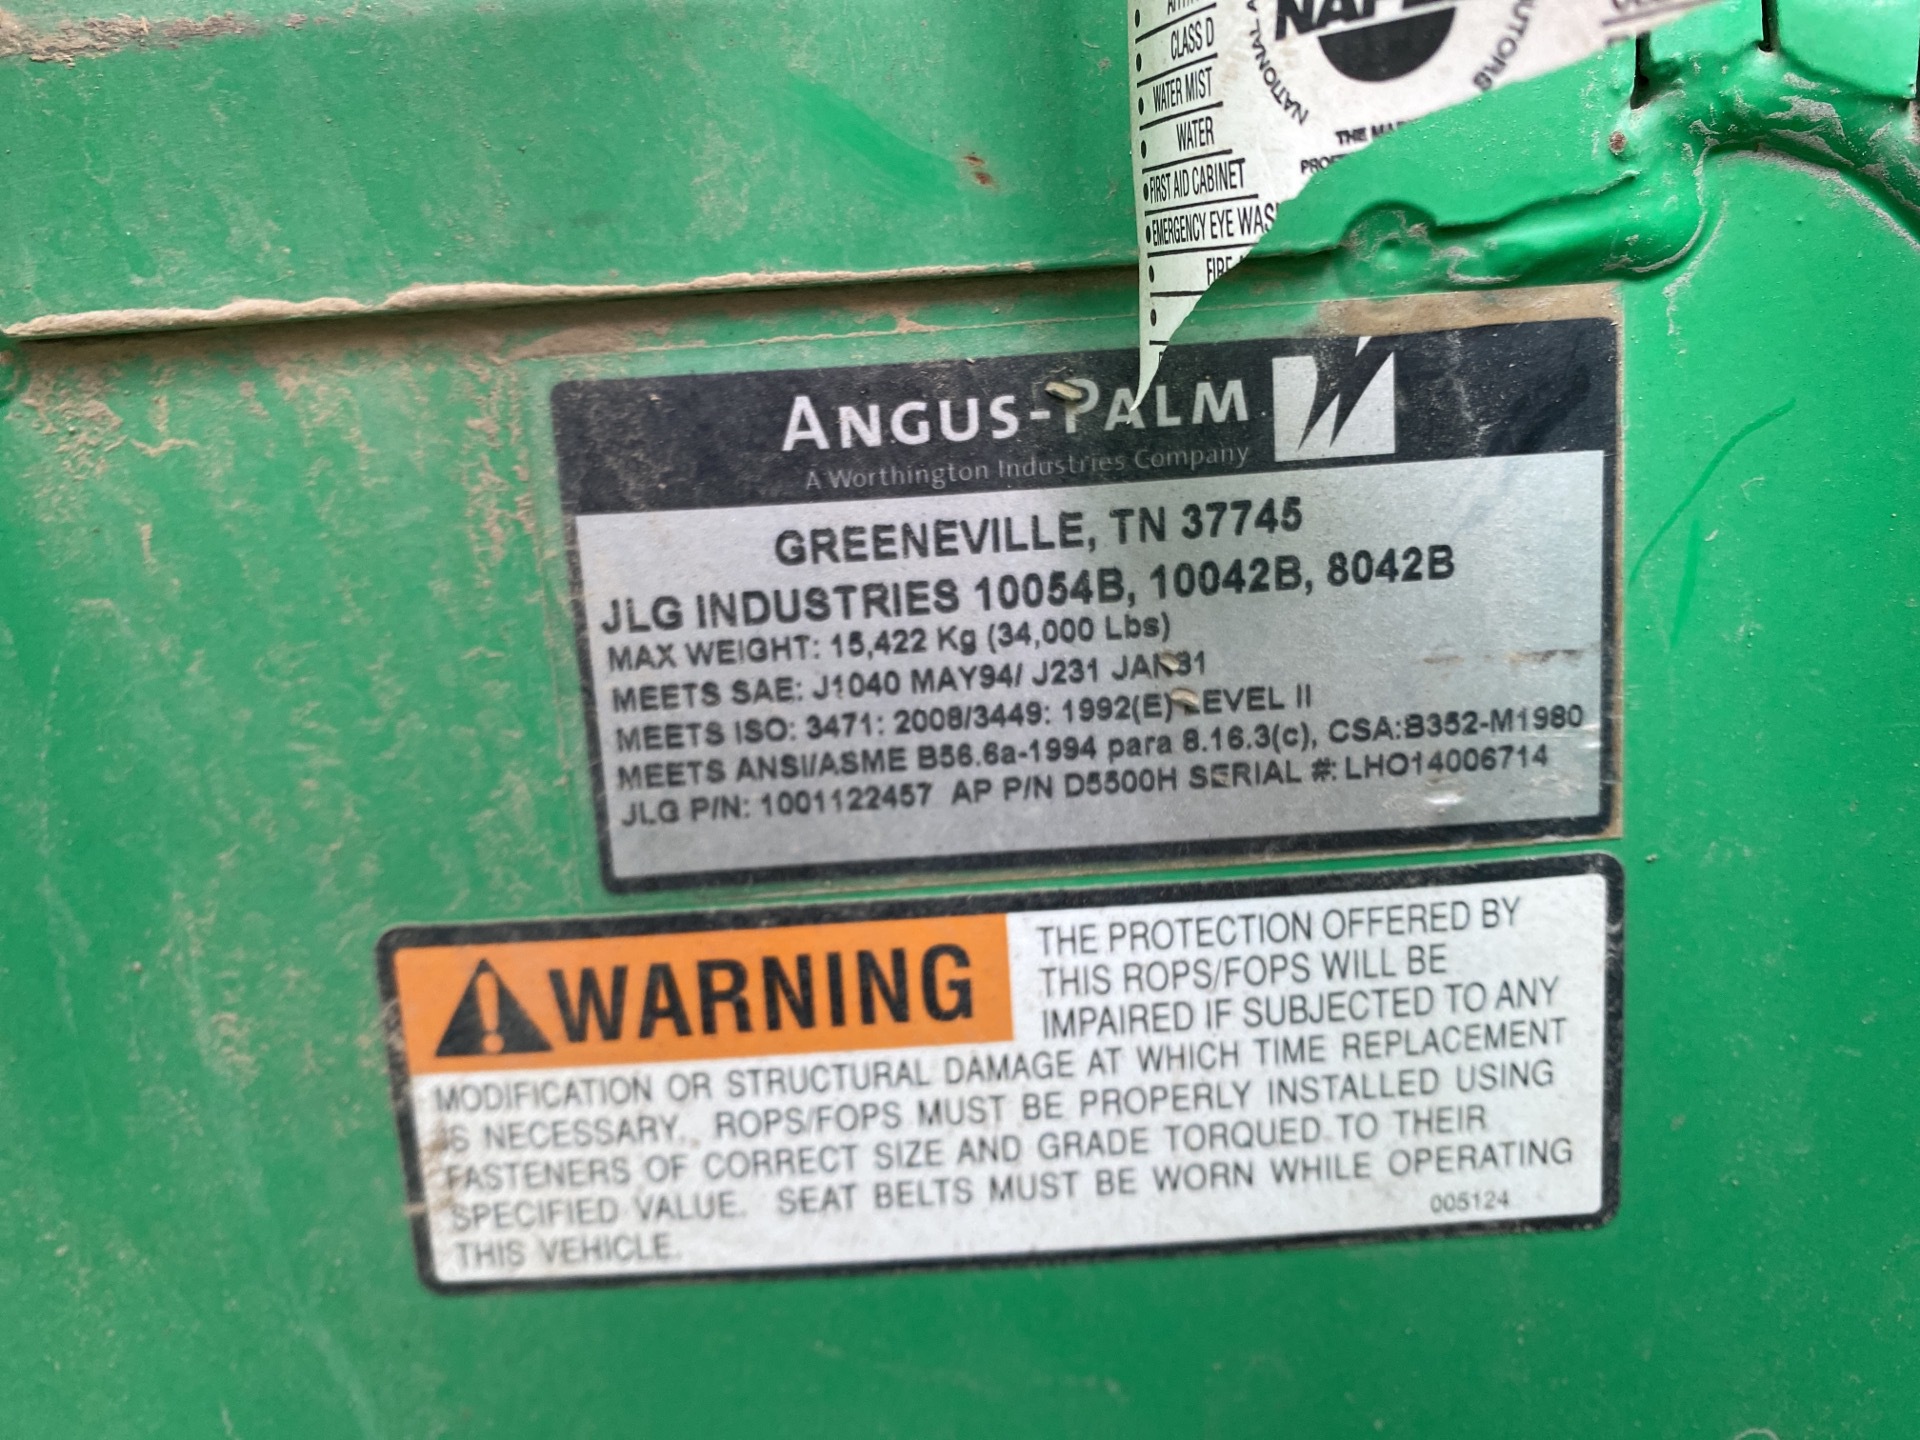 CLASS D
WATER MIST
WATER
FIRST AID CABINET
EMERGENCY EYE
NATIONAL
THE
ANGUS-PALM
A Worthington Industries Company
GREENEVILLE, TN 37745
JLG INDUSTRIES 10054B, 10042B, 8042B
MAX WEIGHT: 15,422 Kg (34,000 Lbs)
MEETS SAE: J1040 MAY94/ J231 JAN81
MEETS ISO: 3471: 2008/3449: 1992(E) LEVEL II
MEETS ANSI/ASME B56.6a-1994 para 8.16.3(c), CSA:B352-M1980
JLG P/N: 1001122457 AP P/N D5500H SERIAL #: LHO14006714
WARNING
THE PROTECTION OFFERED BY
THIS ROPS/FOPS WILL BE
IMPAIRED IF SUBJECTED TO ANY
MODIFICATION OR STRUCTURAL DAMAGE AT WHICH TIME REPLACEMENT
IS NECESSARY. ROPS/FOPS MUST BE PROPERLY INSTALLED USING
FASTENERS OF CORRECT SIZE AND GRADE TORQUED TO THEIR
SPECIFIED VALUE. SEAT BELTS MUST BE WORN WHILE OPERATING
THIS VEHICLE.
005124